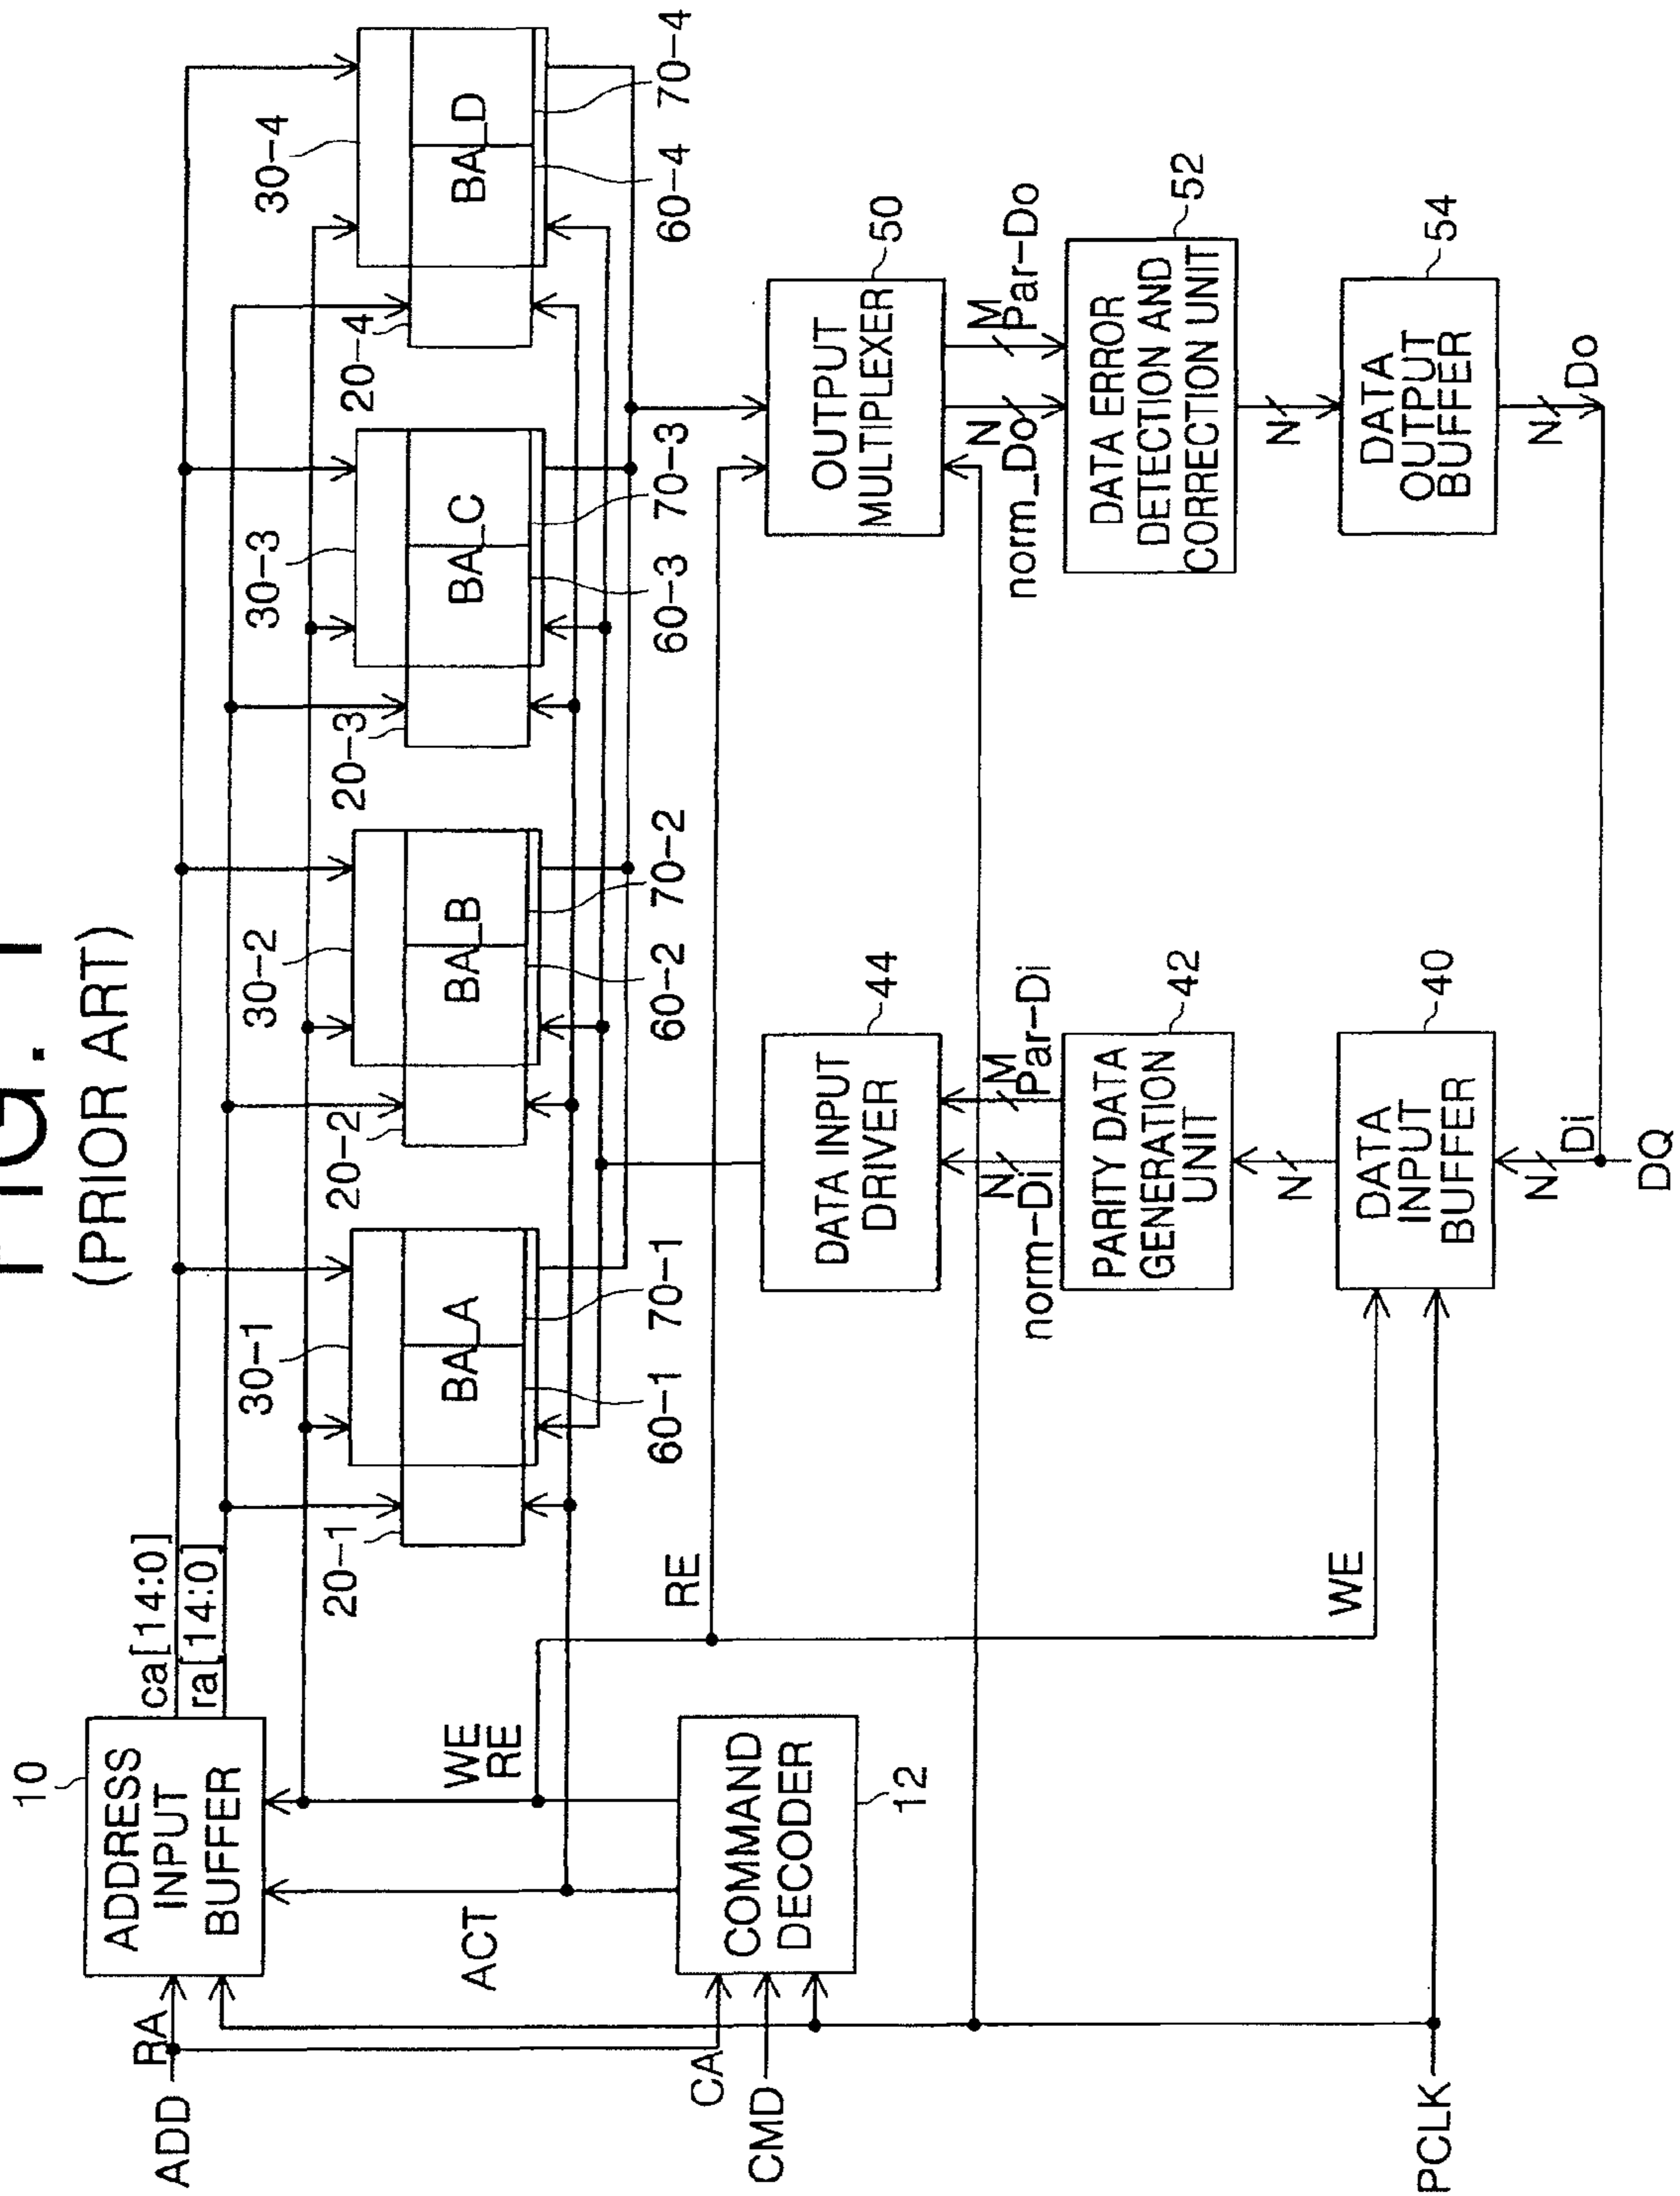 FIG. 1
(PRIOR ART)
10
ADDRESS
INPUT
BUFFER
ADD
RA
ca[14:0]
ra[14:0]
30-1
30-2
30-3
30-4
20-1
20-2
20-3
20-4
BA_A
BA_B
BA_C
BA_D
60-1
70-1
60-2
70-2
60-3
70-3
60-4
70-4
ACT
WE
RE
CA
CMD
COMMAND
DECODER
12
RE
WE
PCLK
DATA INPUT
DRIVER
44
N
norm-Di
M
Par-Di
PARITY DATA
GENERATION
UNIT
42
N
DATA
INPUT
BUFFER
40
N
Di
DQ
OUTPUT
MULTIPLEXER
50
N
norm_Do
M
Par-Do
DATA ERROR
DETECTION AND
CORRECTION UNIT
52
N
DATA
OUTPUT
BUFFER
54
N
Do